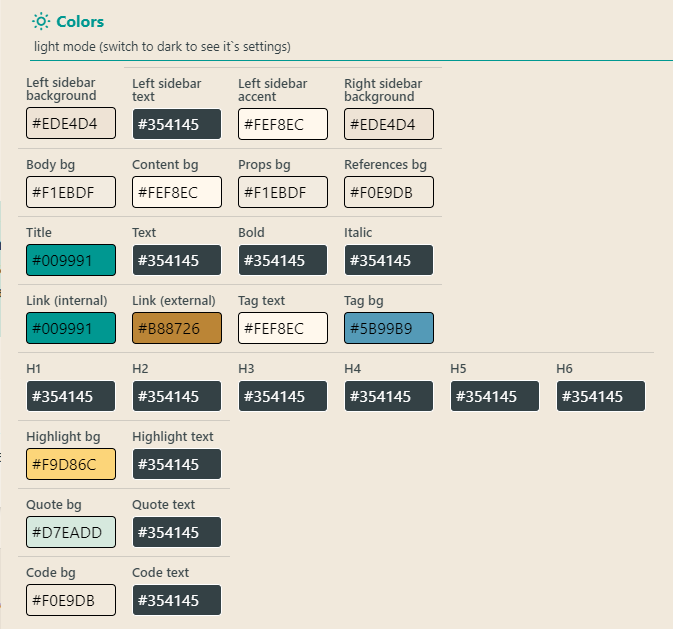 Colors
light mode (switch to dark to see it`s settings)
Left sidebar background
Left sidebar text
Left sidebar accent
Right sidebar background
#EDE4D4
#354145
#FEF8EC
#EDE4D4
Body bg
Content bg
Props bg
References bg
#F1EBDF
#FEF8EC
#F1EBDF
#F0E9DB
Title
Text
Bold
Italic
#009991
#354145
#354145
#354145
Link (internal)
Link (external)
Tag text
Tag bg
#009991
#B88726
#FEF8EC
#5B99B9
H1
H2
H3
H4
H5
H6
#354145
#354145
#354145
#354145
#354145
#354145
Highlight bg
Highlight text
#F9D86C
#354145
Quote bg
Quote text
#D7EADD
#354145
Code bg
Code text
#F0E9DB
#354145